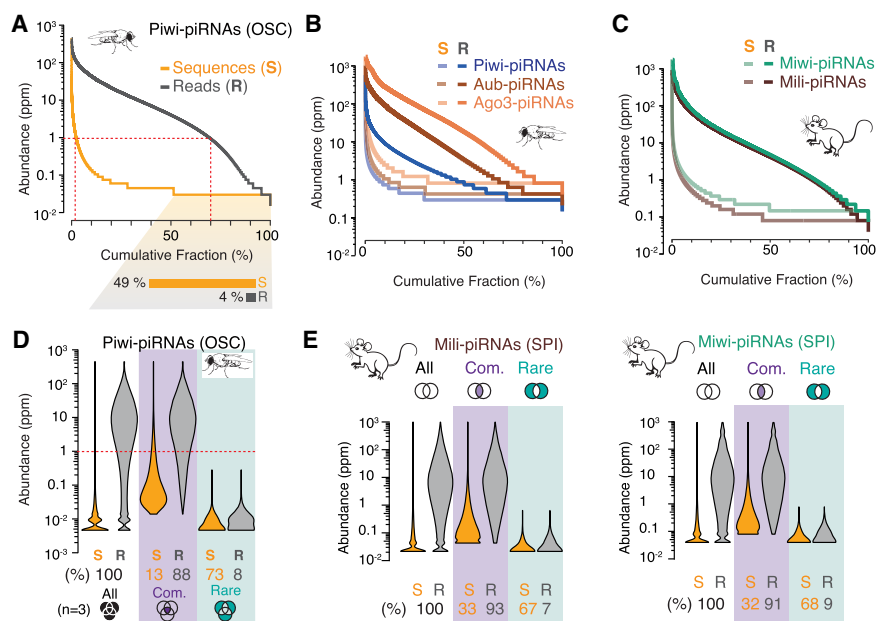 A
Piwi-piRNAs (OSC)
Abundance (ppm)
10³
10²
10
1
0.1
10⁻²
Sequences (S)
Reads (R)
0
50
100
Cumulative Fraction (%)
49 %
S
4 %
R
B
S R
Piwi-piRNAs
Aub-piRNAs
Ago3-piRNAs
Abundance (ppm)
10³
10²
10
1
0.1
10⁻²
0
50
100
Cumulative Fraction (%)
C
S R
Miwi-piRNAs
Mili-piRNAs
Abundance (ppm)
10³
10²
10
1
0.1
10⁻²
0
50
100
Cumulative Fraction (%)
D
Piwi-piRNAs (OSC)
Abundance (ppm)
10³
10²
10
1
0.1
10⁻²
10⁻³
S R S R S R
(%) 100 13 88 73 8
All Com. Rare
(n=3)
E
Mili-piRNAs (SPI)
All Com. Rare
Abundance (ppm)
10³
10²
10
1
0.1
10⁻²
S R S R S R
(%) 100 33 93 67 7
Miwi-piRNAs (SPI)
All Com. Rare
Abundance (ppm)
10³
10²
10
1
0.1
10⁻²
S R S R S R
(%) 100 32 91 68 9